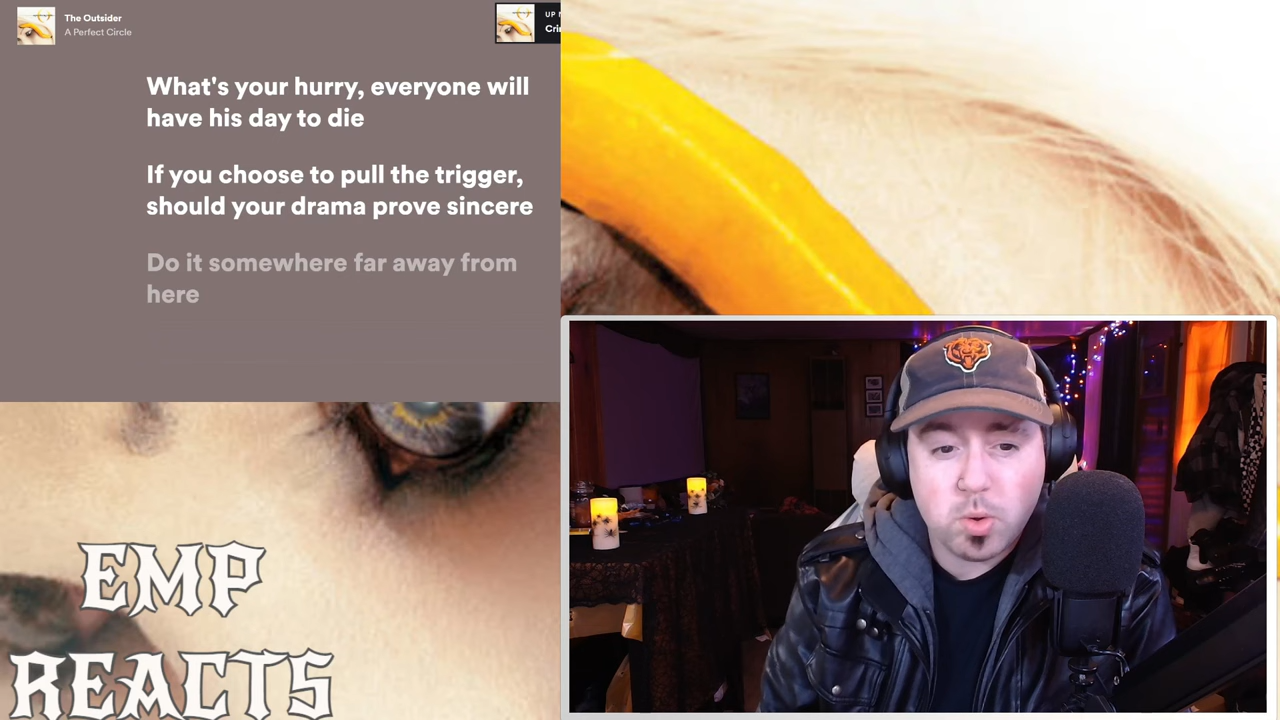 The Outsider
A Perfect Circle
UP
What's your hurry, everyone will
have his day to die
If you choose to pull the trigger,
should your drama prove sincere
Do it somewhere far away from
here
EMP
REACTS